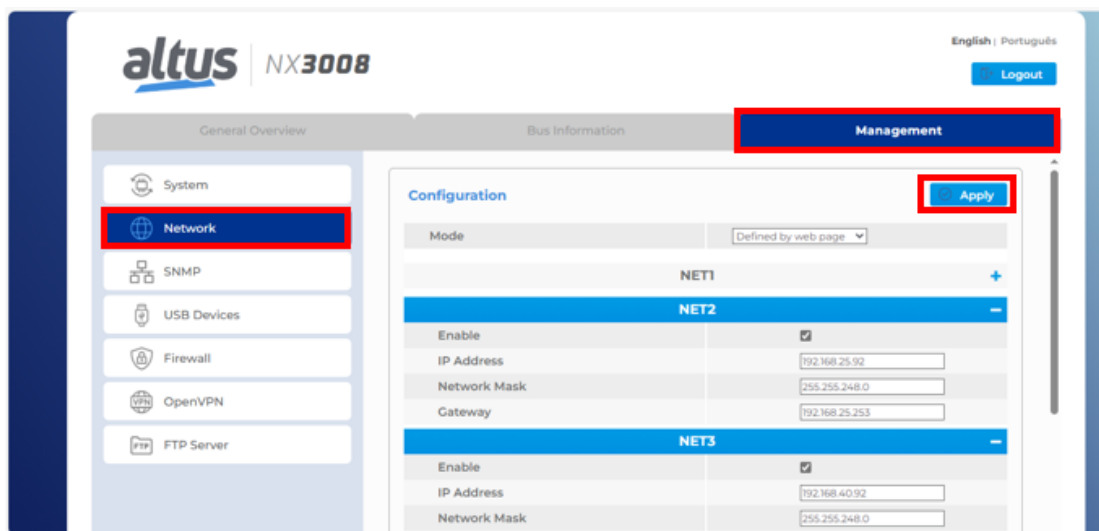 altus NX3008
English | Português
Logout
General Overview Bus Information Management
System
Network
SNMP
USB Devices
Firewall
VPN OpenVPN
FTP FTP Server
Configuration Apply
Mode Defined by web page
NET1 +
NET2 −
Enable
IP Address 192.168.25.92
Network Mask 255.255.248.0
Gateway 192.168.25.253
NET3 −
Enable
IP Address 192.168.40.92
Network Mask 255.255.248.0